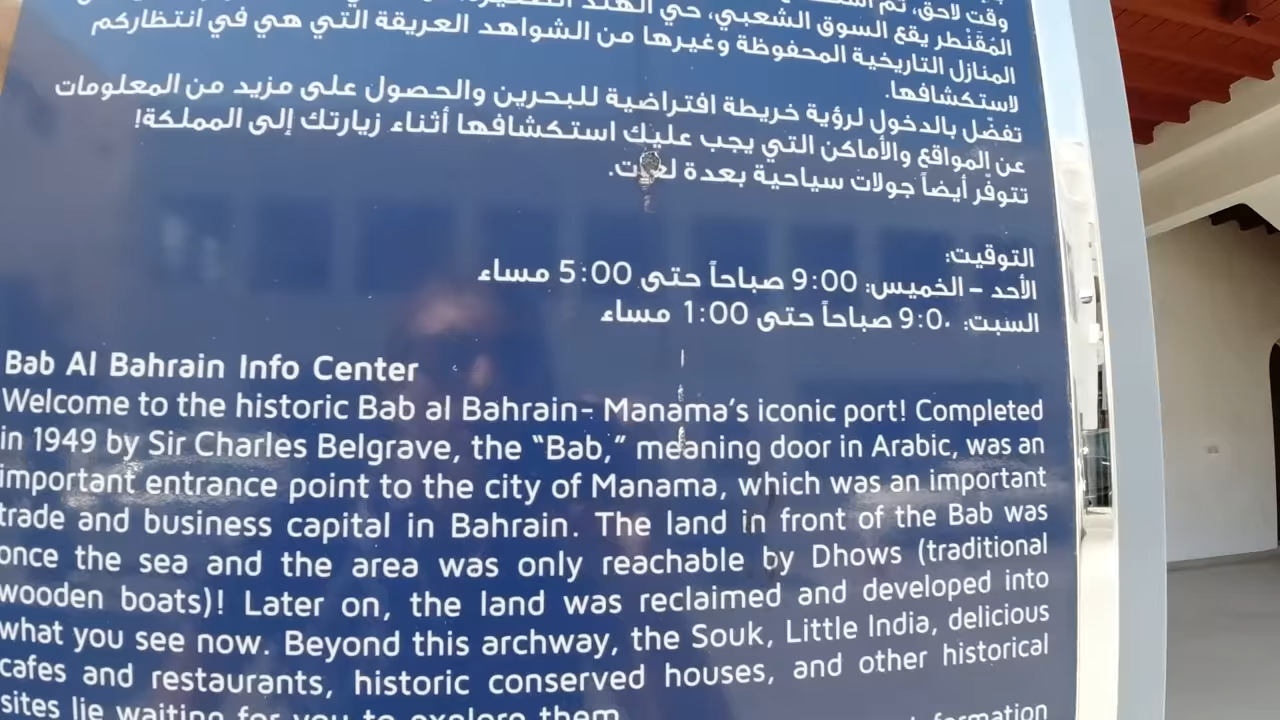 وقت لاحق، تم
المُقَنْطر يقع السوق الشعبي، حي الهند الصغيرة،
المنازل التاريخية المحفوظة وغيرها من الشواهد العريقة التي هي في انتظاركم
لاستكشافها.
تفضّل بالدخول لرؤية خريطة افتراضية للبحرين والحصول على مزيد من المعلومات
عن المواقع والأماكن التي يجب عليك استكشافها أثناء زيارتك إلى المملكة!
تتوفّر أيضاً جولات سياحية بعدة لغات.
التوقيت:
الأحد – الخميس: 9:00 صباحاً حتى 5:00 مساء
السبت: 9:0٠ صباحاً حتى 1:00 مساء
Bab Al Bahrain Info Center
Welcome to the historic Bab al Bahrain- Manama's iconic port! Completed
in 1949 by Sir Charles Belgrave, the “Bab,” meaning door in Arabic, was an
important entrance point to the city of Manama, which was an important
trade and business capital in Bahrain. The land in front of the Bab was
once the sea and the area was only reachable by Dhows (traditional
wooden boats)! Later on, the land was reclaimed and developed into
what you see now. Beyond this archway, the Souk, Little India, delicious
cafes and restaurants, historic conserved houses, and other historical
sites lie waiting for you to explore them